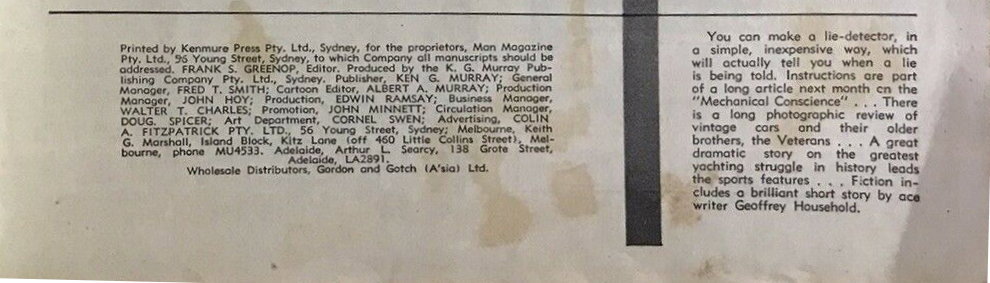 Printed by Kenmure Press Pty. Ltd., Sydney, for the proprietors, Man Magazine
Pty. Ltd., 56 Young Street, Sydney, to which Company all manuscripts should be
addressed. FRANK S. GREENOP, Editor. Produced by the K. G. Murray Pub-
lishing Company Pty. Ltd., Sydney. Publisher, KEN G. MURRAY; General
Manager, FRED T. SMITH; Cartoon Editor, ALBERT A. MURRAY; Production
Manager, JOHN HOY; Production, EDWIN RAMSAY; Business Manager,
WALTER T. CHARLES; Promotion, JOHN MINNETT; Circulation Manager,
DOUG. SPICER; Art Department, CORNEL SWEN; Advertising, COLIN
A. FITZPATRICK PTY. LTD., 56 Young Street, Sydney; Melbourne, Keith
G. Marshall, Island Block, Kitz Lane (off 460 Little Collins Street), Mel-
bourne, phone MU4533. Adelaide, Arthur L. Searcy, 138 Grote Street,
Adelaide, LA2891.
Wholesale Distributors, Gordon and Gotch (A'sia) Ltd.
You can make a lie-detector, in
a simple, inexpensive way, which
will actually tell you when a lie
is being told. Instructions are part
of a long article next month on the
"Mechanical Conscience" . . . There
is a long photographic review of
vintage cars and their older
brothers, the Veterans . . . A great
dramatic story on the greatest
yachting struggle in history leads
the sports features . . . Fiction in-
cludes a brilliant short story by ace
writer Geoffrey Household.